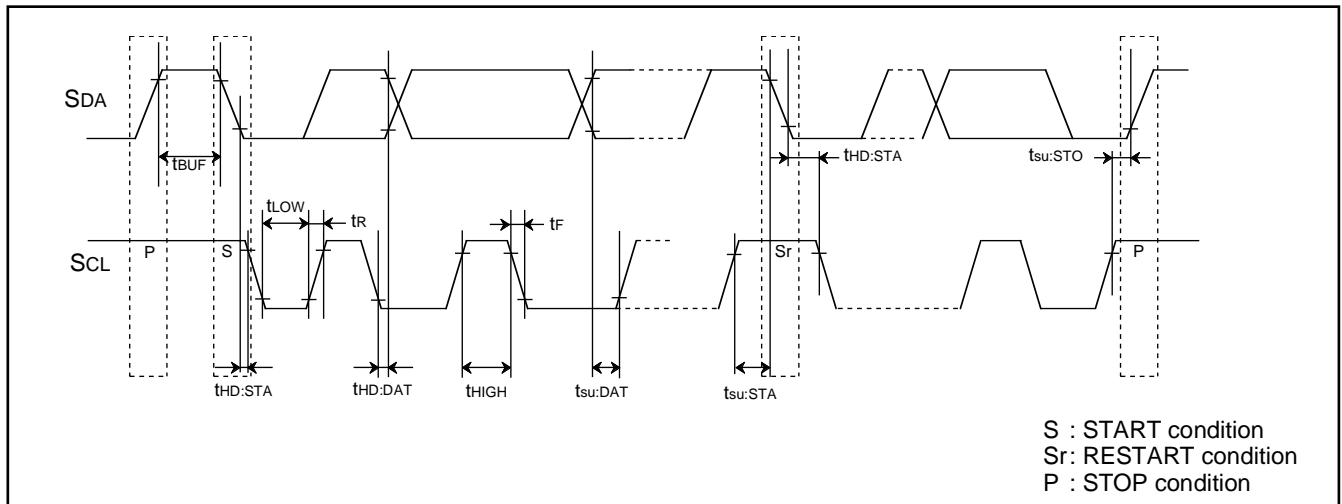 SDA
tBUF
tHD:STA
tsu:STO
tLOW
tR
tF
SCL
P
S
Sr
P
tHD:STA
tHD:DAT
tHIGH
tsu:DAT
tsu:STA
S : START condition
Sr: RESTART condition
P : STOP condition